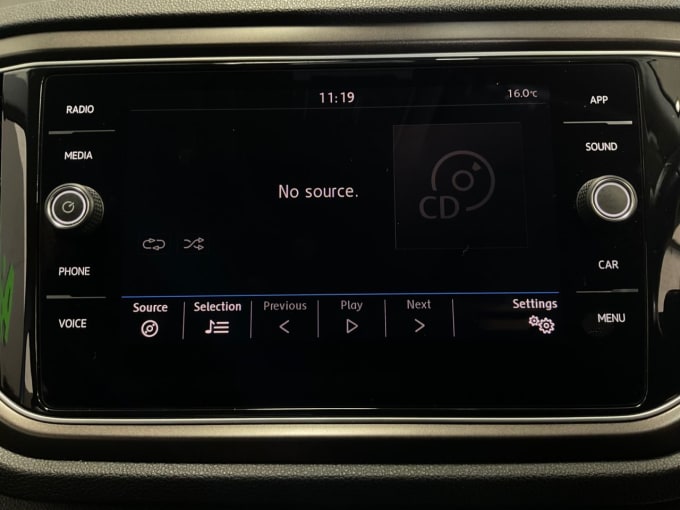 11:19
16.0°C
RADIO
MEDIA
PHONE
VOICE
No source.
CD
Source
Selection
Previous
Play
Next
Settings
APP
SOUND
CAR
MENU